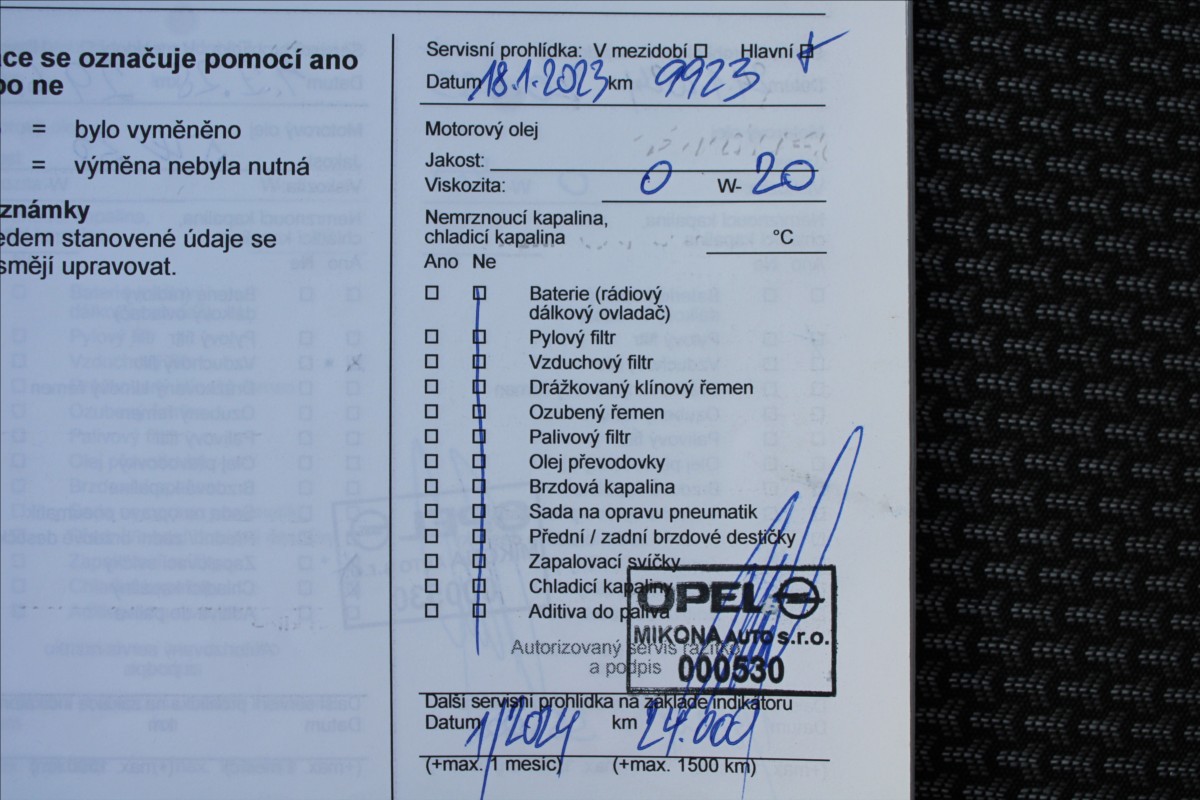 ace se označuje pomocí ano
bo ne
= bylo vyměněno
= výměna nebyla nutná
známky
edem stanovené údaje se
smějí upravovat.
Servisní prohlídka: V mezidobí Hlavní
Datum 18.1.2023 km 9923
Motorový olej
Jakost:
Viskozita: 0 W- 20
Nemrznoucí kapalina,
chladicí kapalina °C
Ano Ne
Baterie (rádiový
dálkový ovladač)
Pylový filtr
Vzduchový filtr
Drážkovaný klínový řemen
Ozubený řemen
Palivový filtr
Olej převodovky
Brzdová kapalina
Sada na opravu pneumatik
Přední / zadní brzdové destičky
Zapalovací svíčky
Chladicí kapaliny
Aditiva do paliva
OPEL
MIKONA AUTO s.r.o.
000530
Autorizovaný servis razítko
a podpis
Další servisní prohlídka na základě indikátoru
Datum 1/2024 km 24.000
(+max. 1 měsíc) (+max. 1500 km)